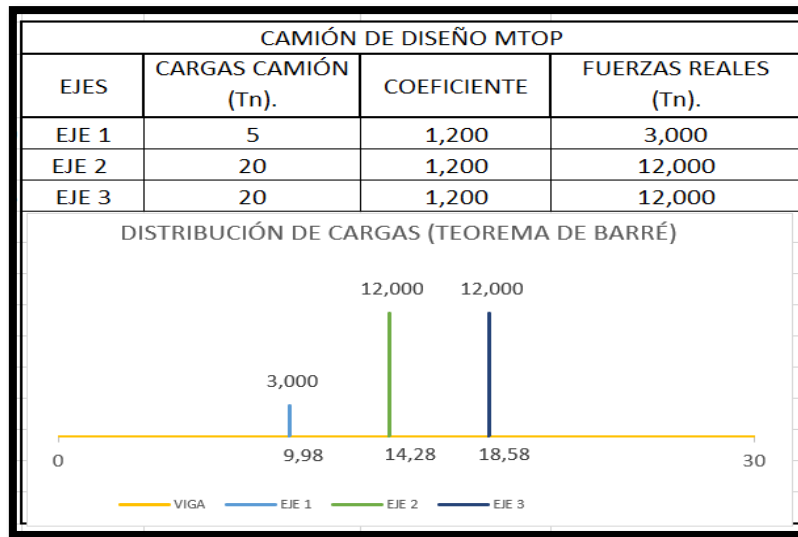 CAMIÓN DE DISEÑO MTOP
EJES CARGAS CAMIÓN (Tn). COEFICIENTE FUERZAS REALES (Tn).
EJE 1 5 1,200 3,000
EJE 2 20 1,200 12,000
EJE 3 20 1,200 12,000
DISTRIBUCIÓN DE CARGAS (TEOREMA DE BARRÉ)
12,000 12,000
3,000
0 9,98 14,28 18,58 30
VIGA EJE 1 EJE 2 EJE 3